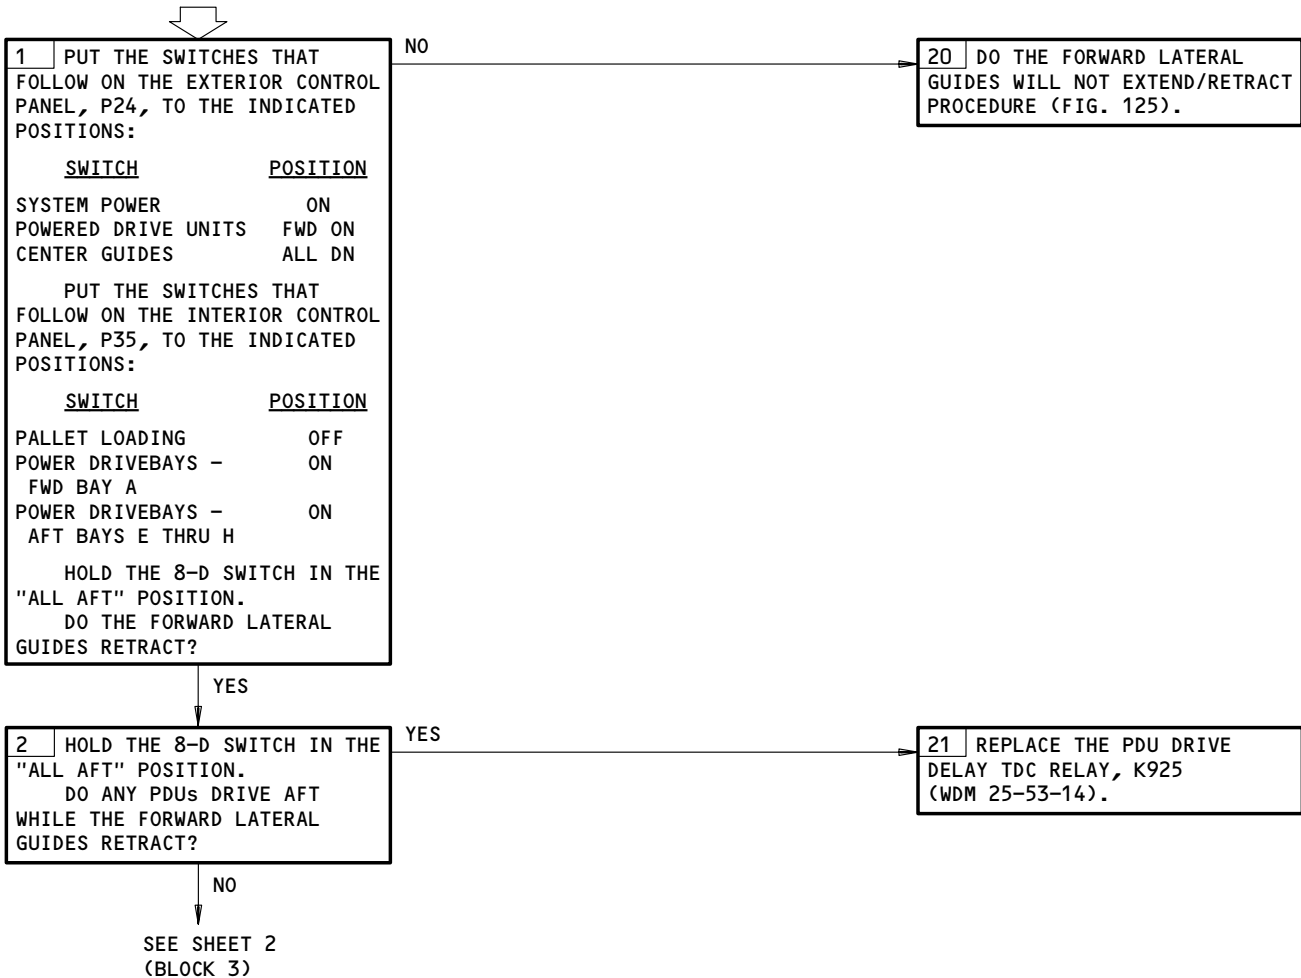 1 PUT THE SWITCHES THAT
FOLLOW ON THE EXTERIOR CONTROL
PANEL, P24, TO THE INDICATED
POSITIONS:
SWITCH POSITION
SYSTEM POWER ON
POWERED DRIVE UNITS FWD ON
CENTER GUIDES ALL DN
PUT THE SWITCHES THAT
FOLLOW ON THE INTERIOR CONTROL
PANEL, P35, TO THE INDICATED
POSITIONS:
SWITCH POSITION
PALLET LOADING OFF
POWER DRIVEBAYS - ON
FWD BAY A
POWER DRIVEBAYS - ON
AFT BAYS E THRU H
HOLD THE 8-D SWITCH IN THE
"ALL AFT" POSITION.
DO THE FORWARD LATERAL
GUIDES RETRACT?
NO
20 DO THE FORWARD LATERAL
GUIDES WILL NOT EXTEND/RETRACT
PROCEDURE (FIG. 125).
YES
2 HOLD THE 8-D SWITCH IN THE
"ALL AFT" POSITION.
DO ANY PDUs DRIVE AFT
WHILE THE FORWARD LATERAL
GUIDES RETRACT?
YES
21 REPLACE THE PDU DRIVE
DELAY TDC RELAY, K925
(WDM 25-53-14).
NO
SEE SHEET 2
(BLOCK 3)